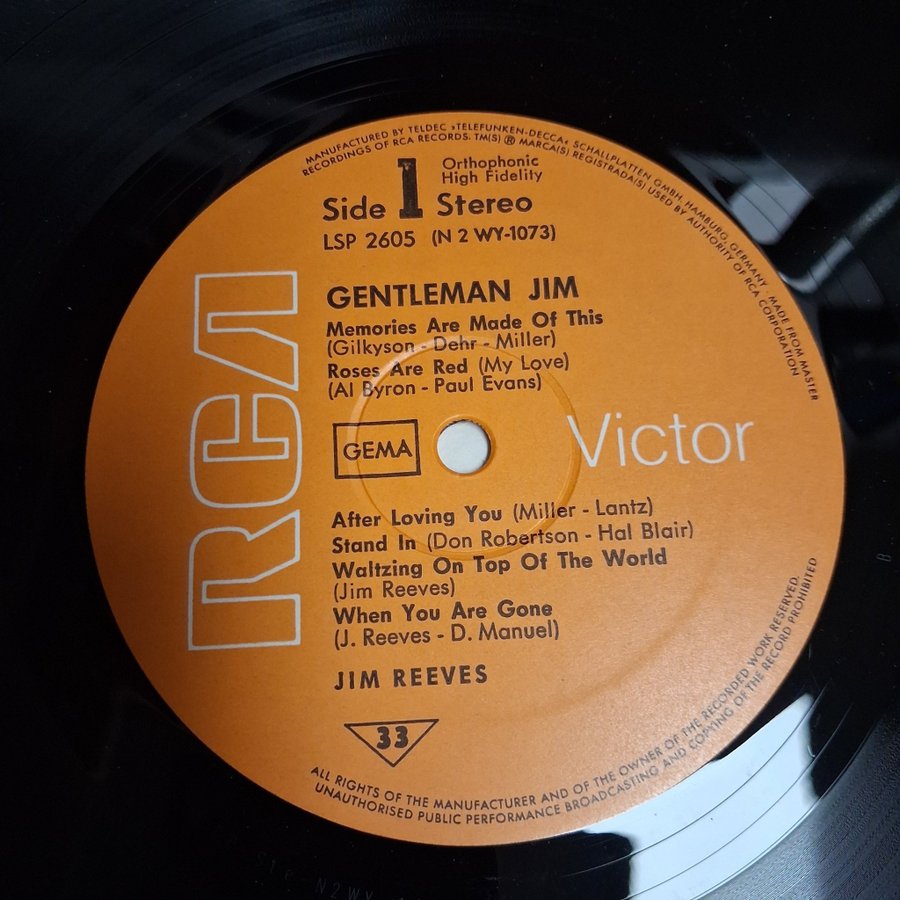 MANUFACTURED BY TELDEC »TELEFUNKEN-DECCA« SCHALLPLATTEN GMBH, HAMBURG, GERMANY · MADE FROM MASTER
RECORDINGS OF RCA RECORDS. TM(S) ® MARCA(S) REGISTRADA(S) USED BY AUTHORITY OF RCA CORPORATION
Side 1
Orthophonic
High Fidelity
Stereo
LSP 2605 (N 2 WY-1073)
RCA
GENTLEMAN JIM
Memories Are Made Of This
(Gilkyson - Dehr - Miller)
Roses Are Red (My Love)
(Al Byron - Paul Evans)
GEMA
Victor
After Loving You (Miller - Lantz)
Stand In (Don Robertson - Hal Blair)
Waltzing On Top Of The World
(Jim Reeves)
When You Are Gone
(J. Reeves - D. Manuel)
JIM REEVES
33
ALL RIGHTS OF THE MANUFACTURER AND OF THE OWNER OF THE RECORDED WORK RESERVED.
UNAUTHORISED PUBLIC PERFORMANCE BROADCASTING AND COPYING OF THE RECORD PROHIBITED